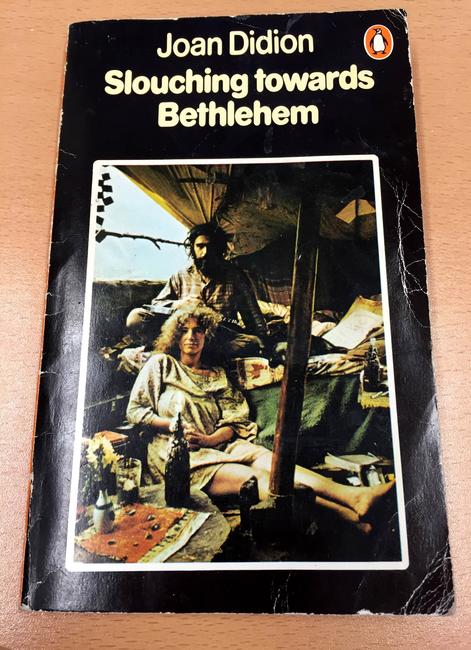 Joan Didion
Slouching towards
Bethlehem